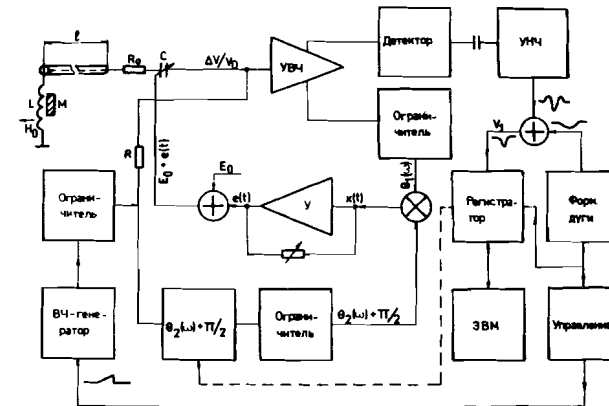 ℓ
R₀
C
ΔV/V₀
УВЧ
Детектор
УНЧ
L
M
H₀
R
E₀ + e(t)
Ограни-
читель
V₁
θ₁(ω)
E₀
Ограни-
читель
e(t)
У
x(t)
Регистра-
тор
Форм.
дуги
ВЧ-гене-
ратор
θ₂(ω)+π/2
Ограни-
читель
θ₂(ω)+π/2
ЭВМ
Управление